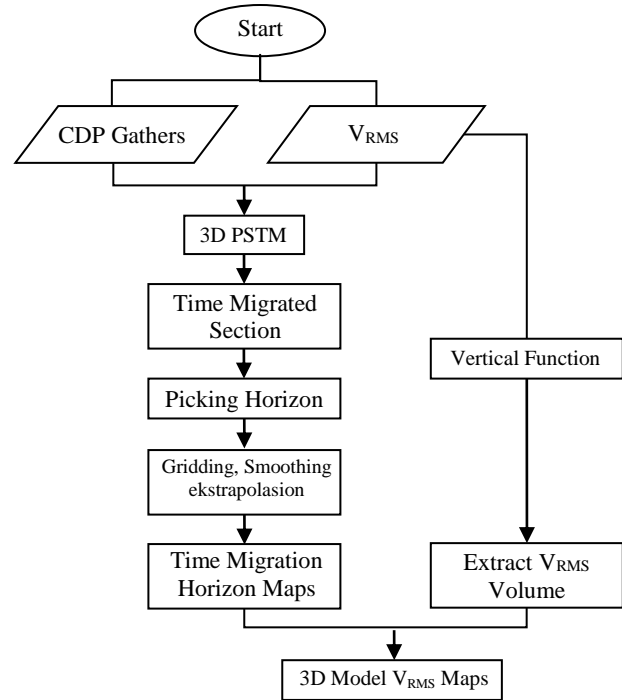 Start
CDP Gathers
VRMS
3D PSTM
Time Migrated
Section
Vertical Function
Picking Horizon
Gridding, Smoothing
ekstrapolasion
Time Migration
Horizon Maps
Extract VRMS
Volume
3D Model VRMS Maps